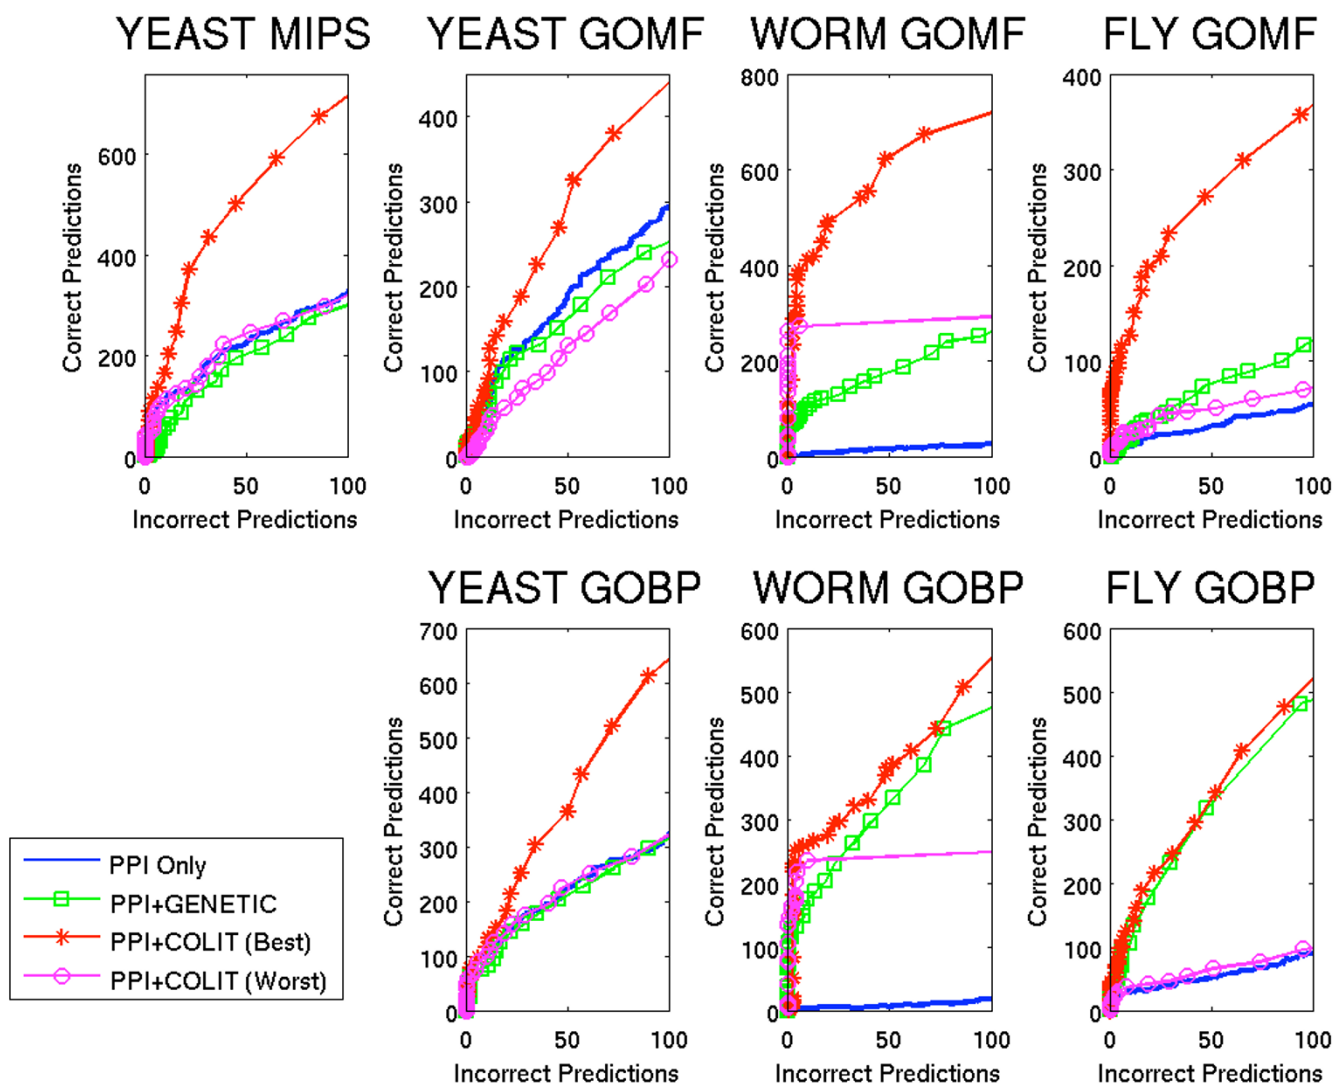 YEAST MIPS
YEAST GOMF
WORM GOMF
FLY GOMF
Correct Predictions
600
400
200
0
0 50 100
Incorrect Predictions
Correct Predictions
400
300
200
100
0
0 50 100
Incorrect Predictions
Correct Predictions
800
600
400
200
0
0 50 100
Incorrect Predictions
Correct Predictions
400
300
200
100
0
0 50 100
Incorrect Predictions
YEAST GOBP
WORM GOBP
FLY GOBP
Correct Predictions
700
600
500
400
300
200
100
0
0 50 100
Incorrect Predictions
Correct Predictions
600
500
400
300
200
100
0
0 50 100
Incorrect Predictions
Correct Predictions
600
500
400
300
200
100
0
0 50 100
Incorrect Predictions
PPI Only
PPI+GENETIC
PPI+COLIT (Best)
PPI+COLIT (Worst)